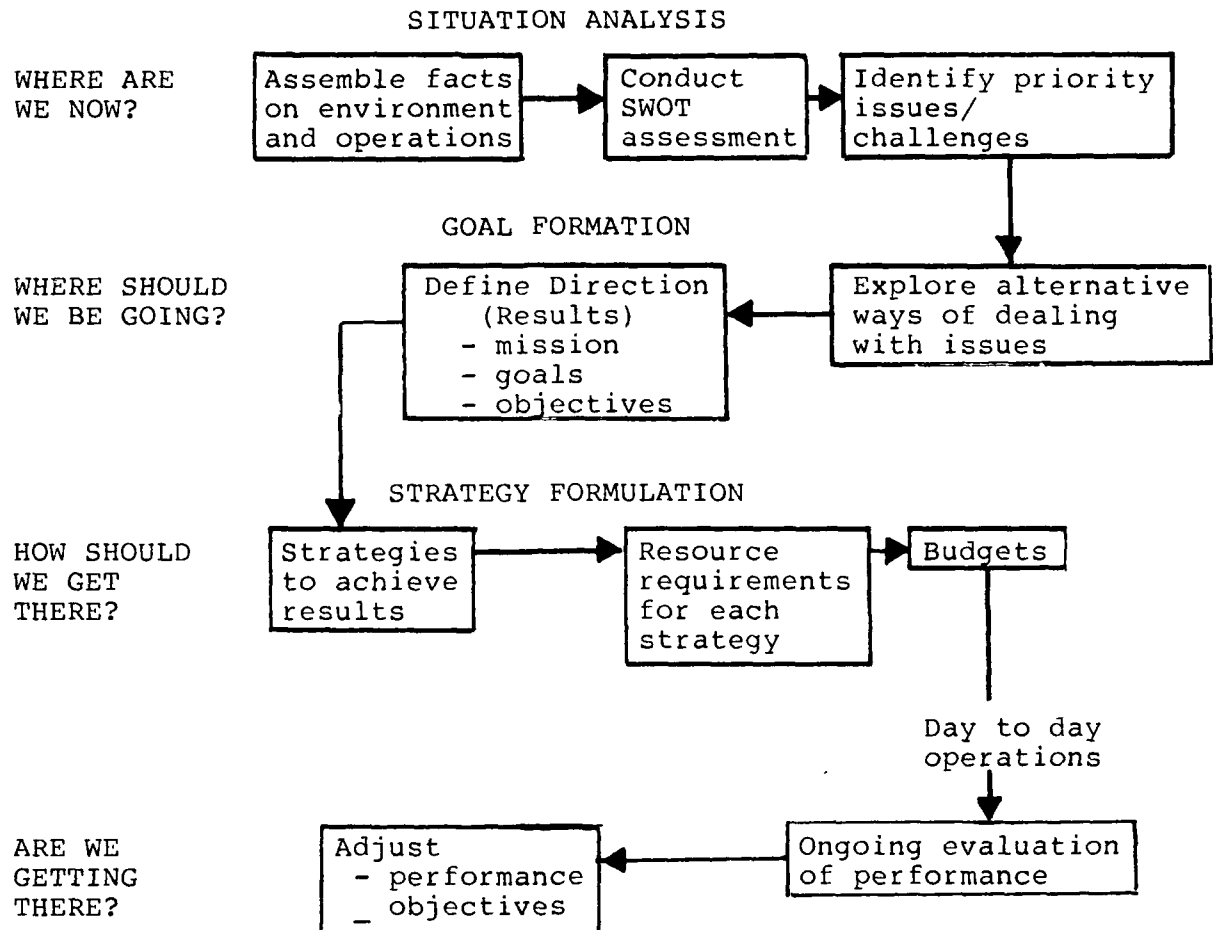 SITUATION ANALYSIS
WHERE ARE
WE NOW?
Assemble facts
on environment
and operations
Conduct
SWOT
assessment
Identify priority
issues/
challenges
GOAL FORMATION
WHERE SHOULD
WE BE GOING?
Define Direction
(Results)
- mission
- goals
- objectives
Explore alternative
ways of dealing
with issues
STRATEGY FORMULATION
HOW SHOULD
WE GET
THERE?
Strategies
to achieve
results
Resource
requirements
for each
strategy
Budgets
Day to day
operations
ARE WE
GETTING
THERE?
Adjust
- performance
- objectives
Ongoing evaluation
of performance